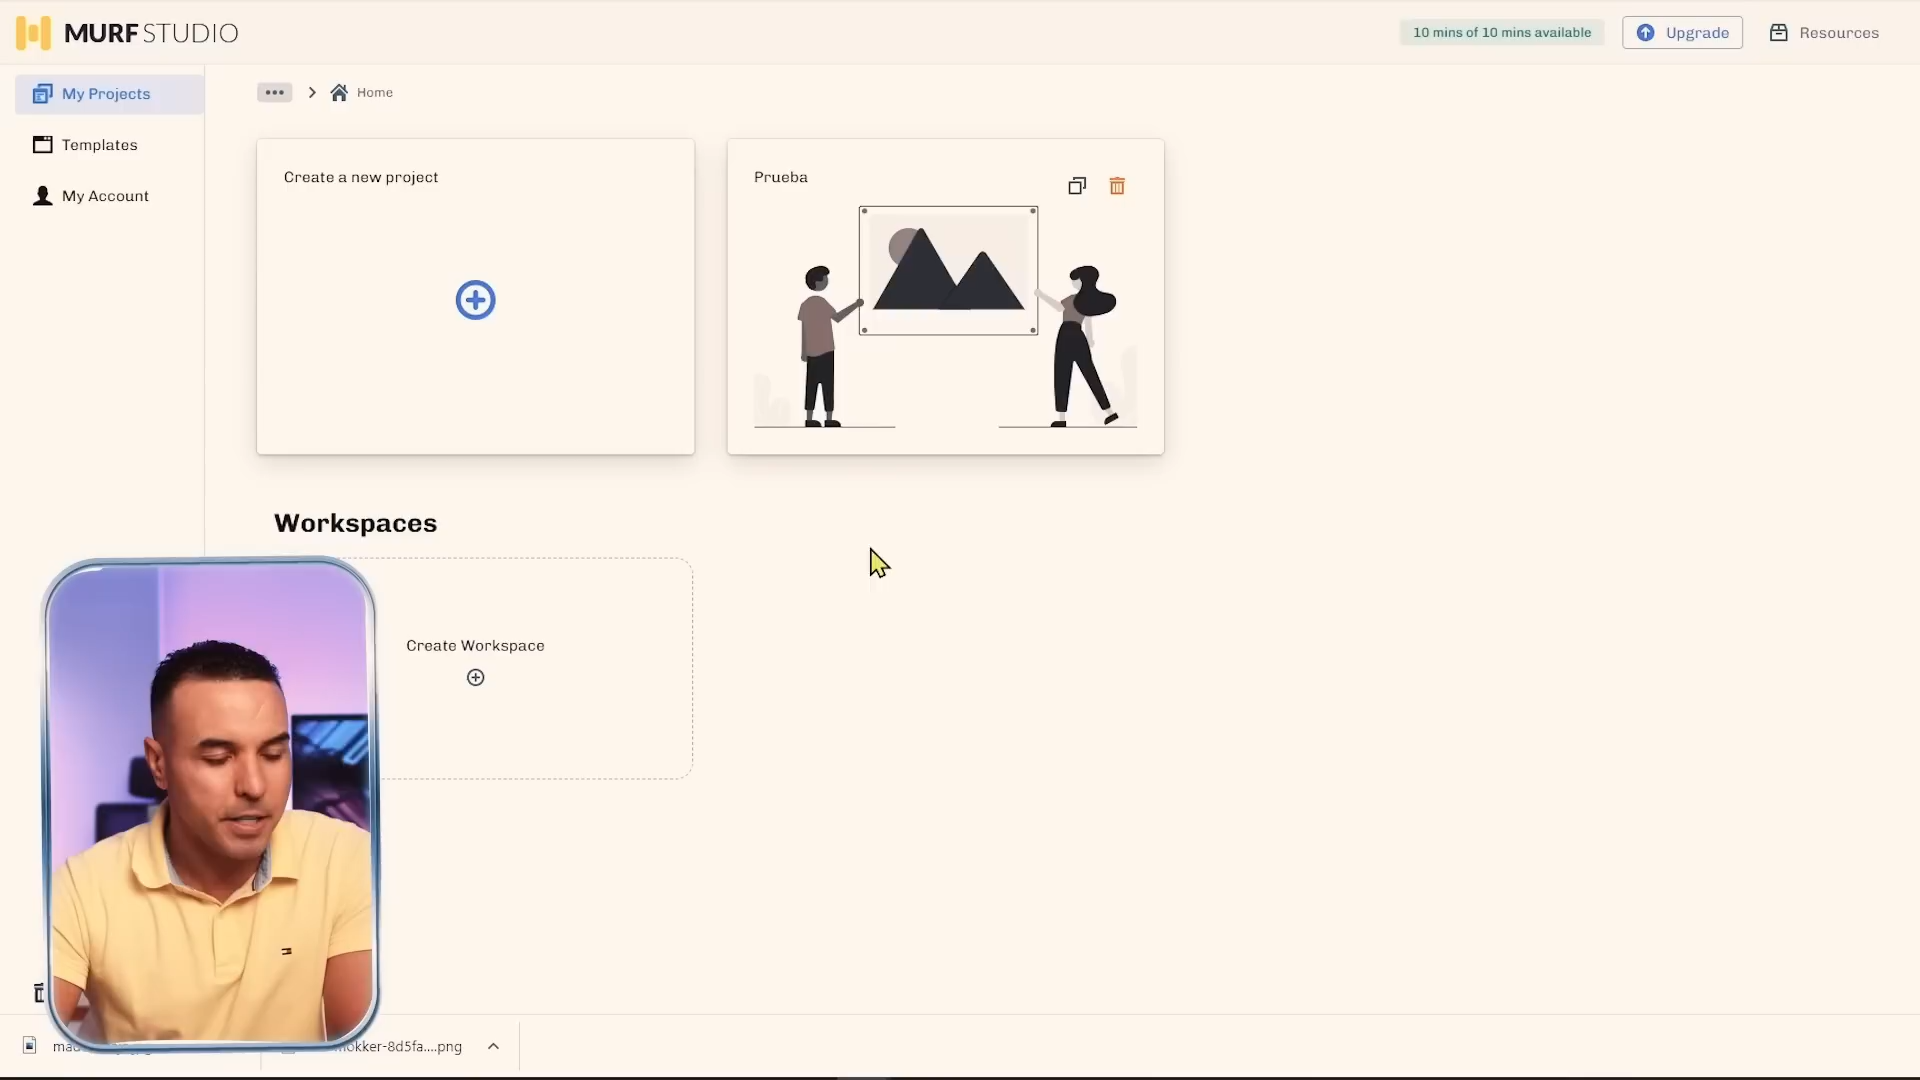 MURF STUDIO
10 mins of 10 mins available
Upgrade
Resources
My Projects
Templates
My Account
Home
Create a new project
Prueba
Workspaces
Create Workspace
okker-8d5fa....png